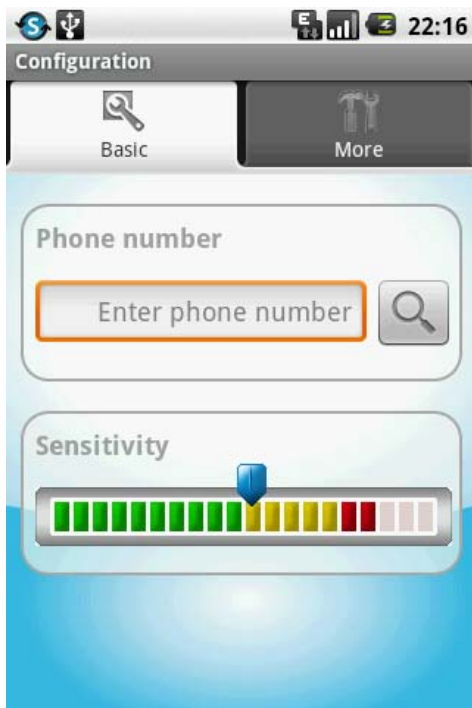 S
E
22:16
Configuration
Basic
More
Phone number
Enter phone number
Sensitivity